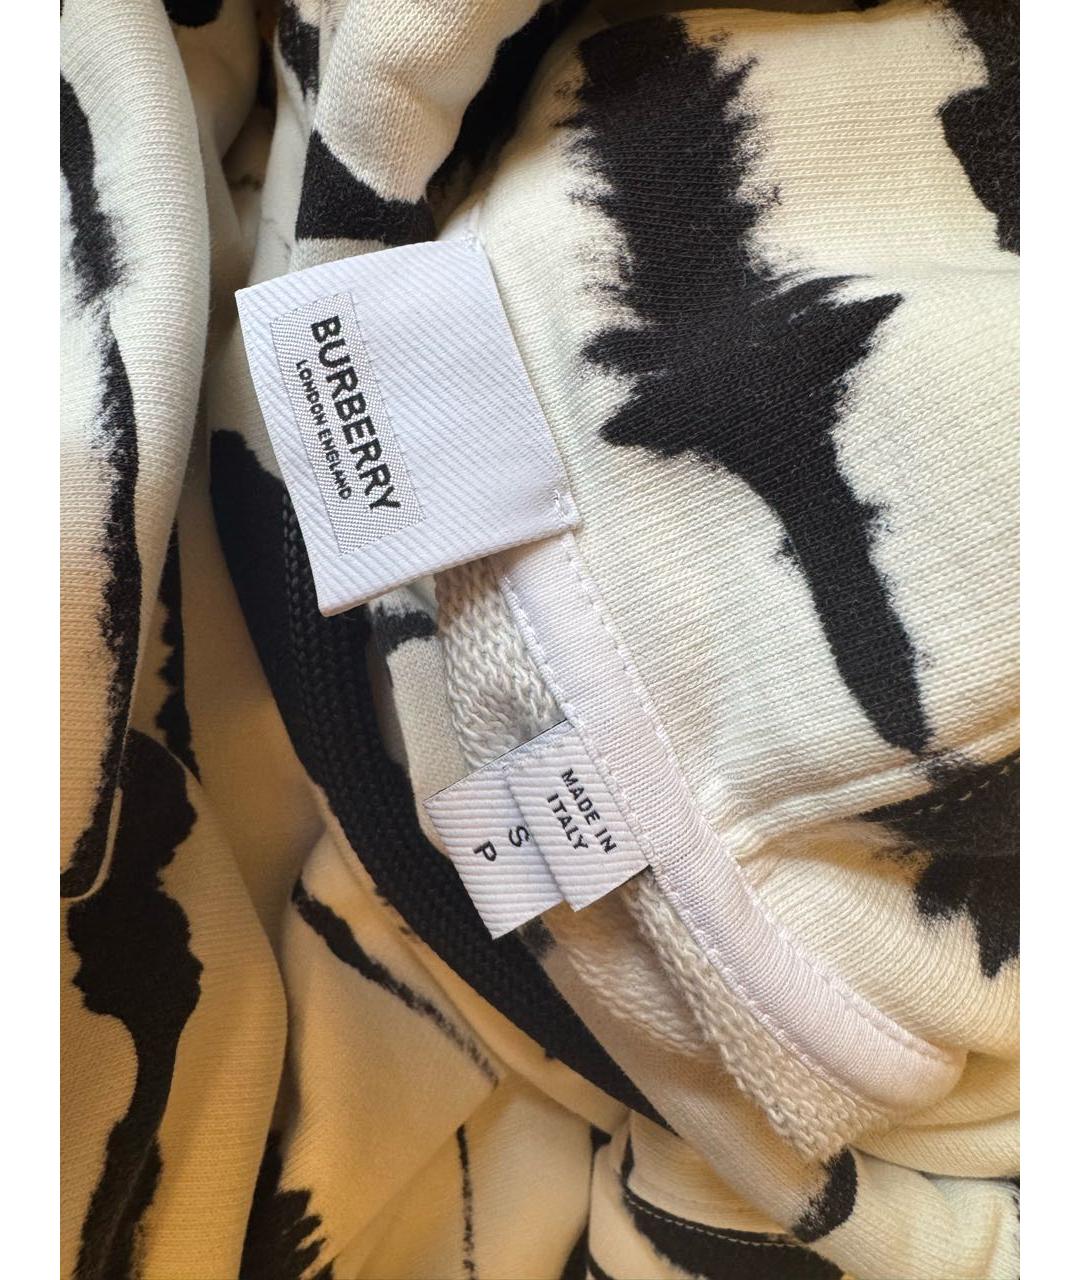 BURBERRY
LONDON ENGLAND
MADE IN
ITALY
S
P